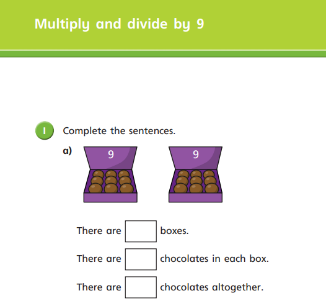 Multiply and divide by 9
1 Complete the sentences.
a)
9 9
There are boxes.
There are chocolates in each box.
There are chocolates altogether.